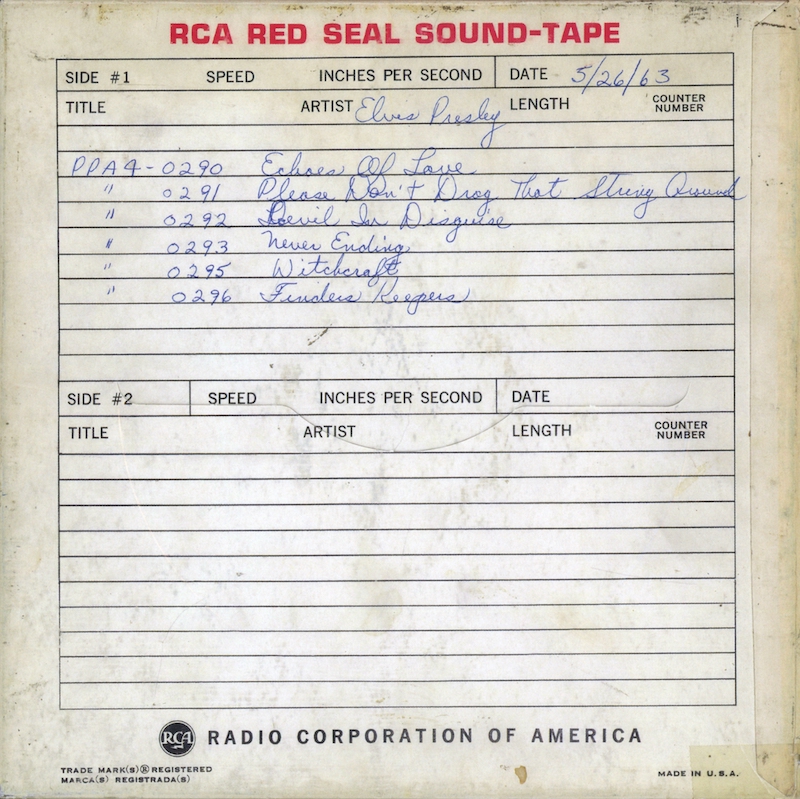 RCA RED SEAL SOUND-TAPE
SIDE #1 SPEED INCHES PER SECOND DATE 5/26/63
TITLE ARTIST Elvis Presley LENGTH COUNTER NUMBER
PPA4-0290 Echoes Of Love
" 0291 Please Don't Drag That String Around
" 0292 Devil In Disguise
" 0293 Never Ending
" 0295 Witchcraft
" 0296 Finders Keepers
SIDE #2 SPEED INCHES PER SECOND DATE
TITLE ARTIST LENGTH COUNTER NUMBER
RCA RADIO CORPORATION OF AMERICA
TRADE MARK(S) ® REGISTERED
MARCA(S) REGISTRADA(S)
MADE IN U.S.A.